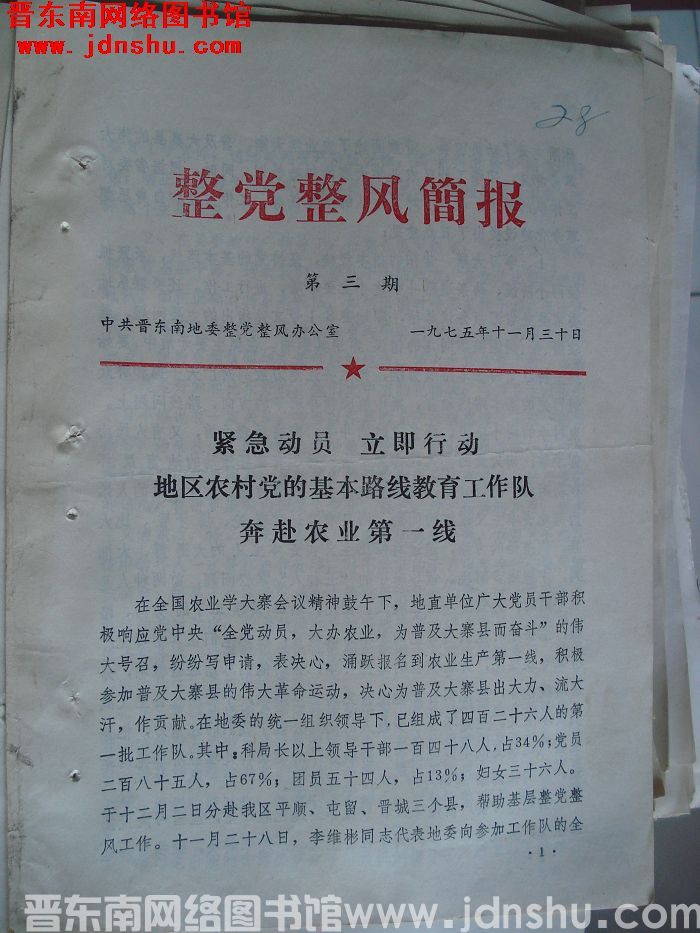 晋东南网络图书馆
www.jdnshu.com
28
整党整风簡报
第三期
中共晋东南地委整党整风办公室 一九七五年十一月三十日
紧急动员 立即行动
地区农村党的基本路线教育工作队
奔赴农业第一线
在全国农业学大寨会议精神鼓午下，地直单位广大党员干部积
极响应党中央“全党动员，大办农业，为普及大寨县而奋斗”的伟
大号召，纷纷写申请，表决心，涌跃报名到农业生产第一线，积极
参加普及大寨县的伟大革命运动，决心为普及大寨县出大力、流大
汗，作贡献。在地委的统一组织领导下，已组成了四百二十六人的第
一批工作队。其中：科局长以上领导干部一百四十八人，占34%；党员
二百八十五人，占67%；团员五十四人，占13%；妇女三十六人。
于十二月二日分赴我区平顺、屯留、晋城三个县，帮助基层整党整
风工作。十一月二十八日，李维彬同志代表地委向参加工作队的全
·1·
晋东南网络图书馆www.jdnshu.com